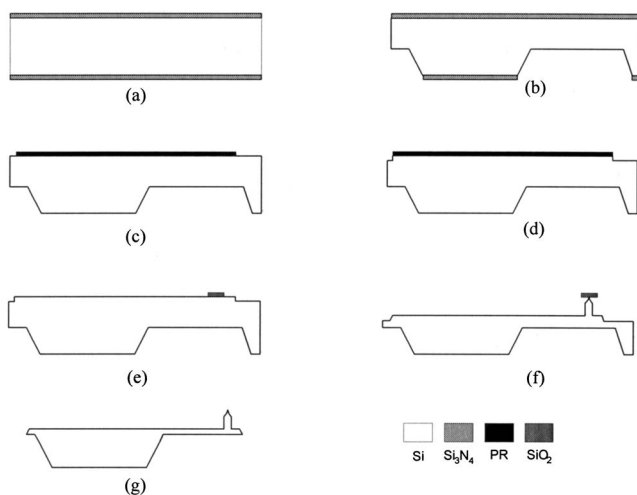 (a)
(b)
(c)
(d)
(e)
(f)
(g)
Si Si₃N₄ PR SiO₂